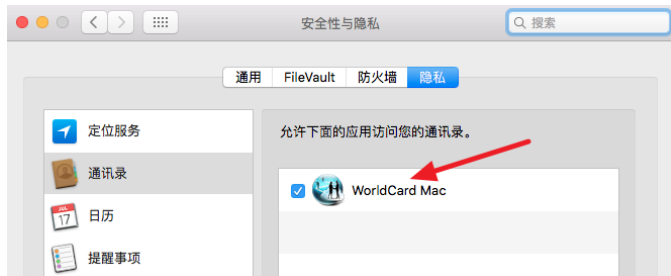 安全性与隐私
搜索
通用 FileVault 防火墙 隐私
定位服务
通讯录
17
日历
提醒事项
允许下面的应用访问您的通讯录。
WorldCard Mac